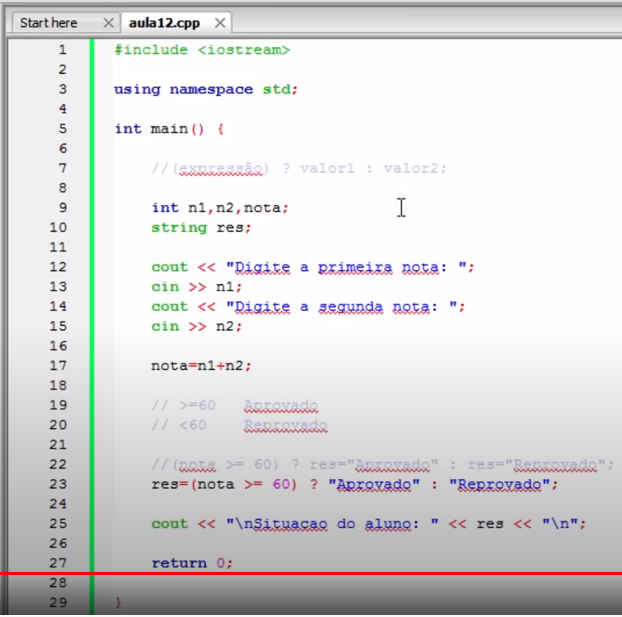 Start here aula12.cpp
1 #include <iostream>
2
3 using namespace std;
4
5 int main() {
6
7 //(expressão) ? valor1 : valor2;
8
9 int n1,n2,nota;
10 string res;
11
12 cout << "Digite a primeira nota: ";
13 cin >> n1;
14 cout << "Digite a segunda nota: ";
15 cin >> n2;
16
17 nota=n1+n2;
18
19 // >=60 Aprovado
20 // <60 Reprovado
21
22 //(nota >= 60) ? res="Aprovado" : res="Reprovado";
23 res=(nota >= 60) ? "Aprovado" : "Reprovado";
24
25 cout << "\nSituacao do aluno: " << res << "\n";
26
27 return 0;
28
29 }